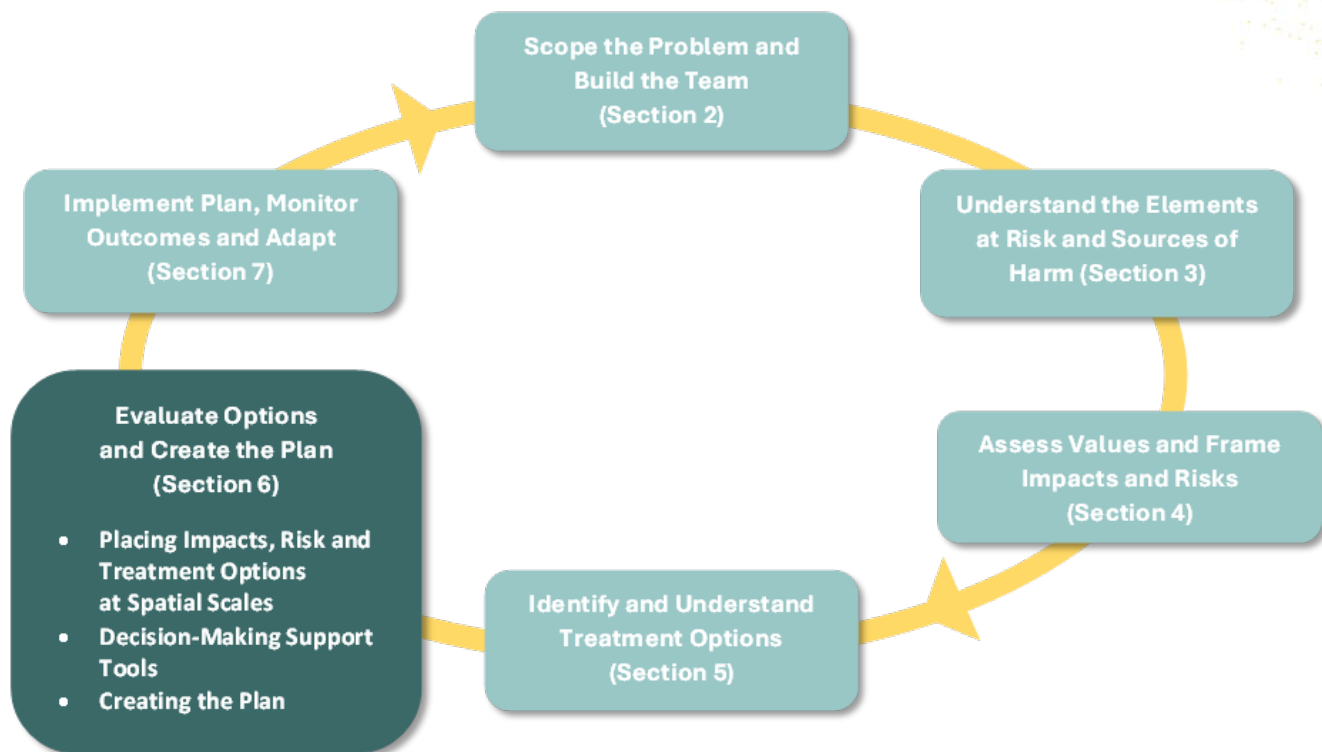 Scope the Problem and
Build the Team
(Section 2)
Understand the Elements
at Risk and Sources of
Harm (Section 3)
Assess Values and Frame
Impacts and Risks
(Section 4)
Identify and Understand
Treatment Options
(Section 5)
Evaluate Options
and Create the Plan
(Section 6)
• Placing Impacts, Risk and
Treatment Options
at Spatial Scales
• Decision-Making Support
Tools
• Creating the Plan
Implement Plan, Monitor
Outcomes and Adapt
(Section 7)